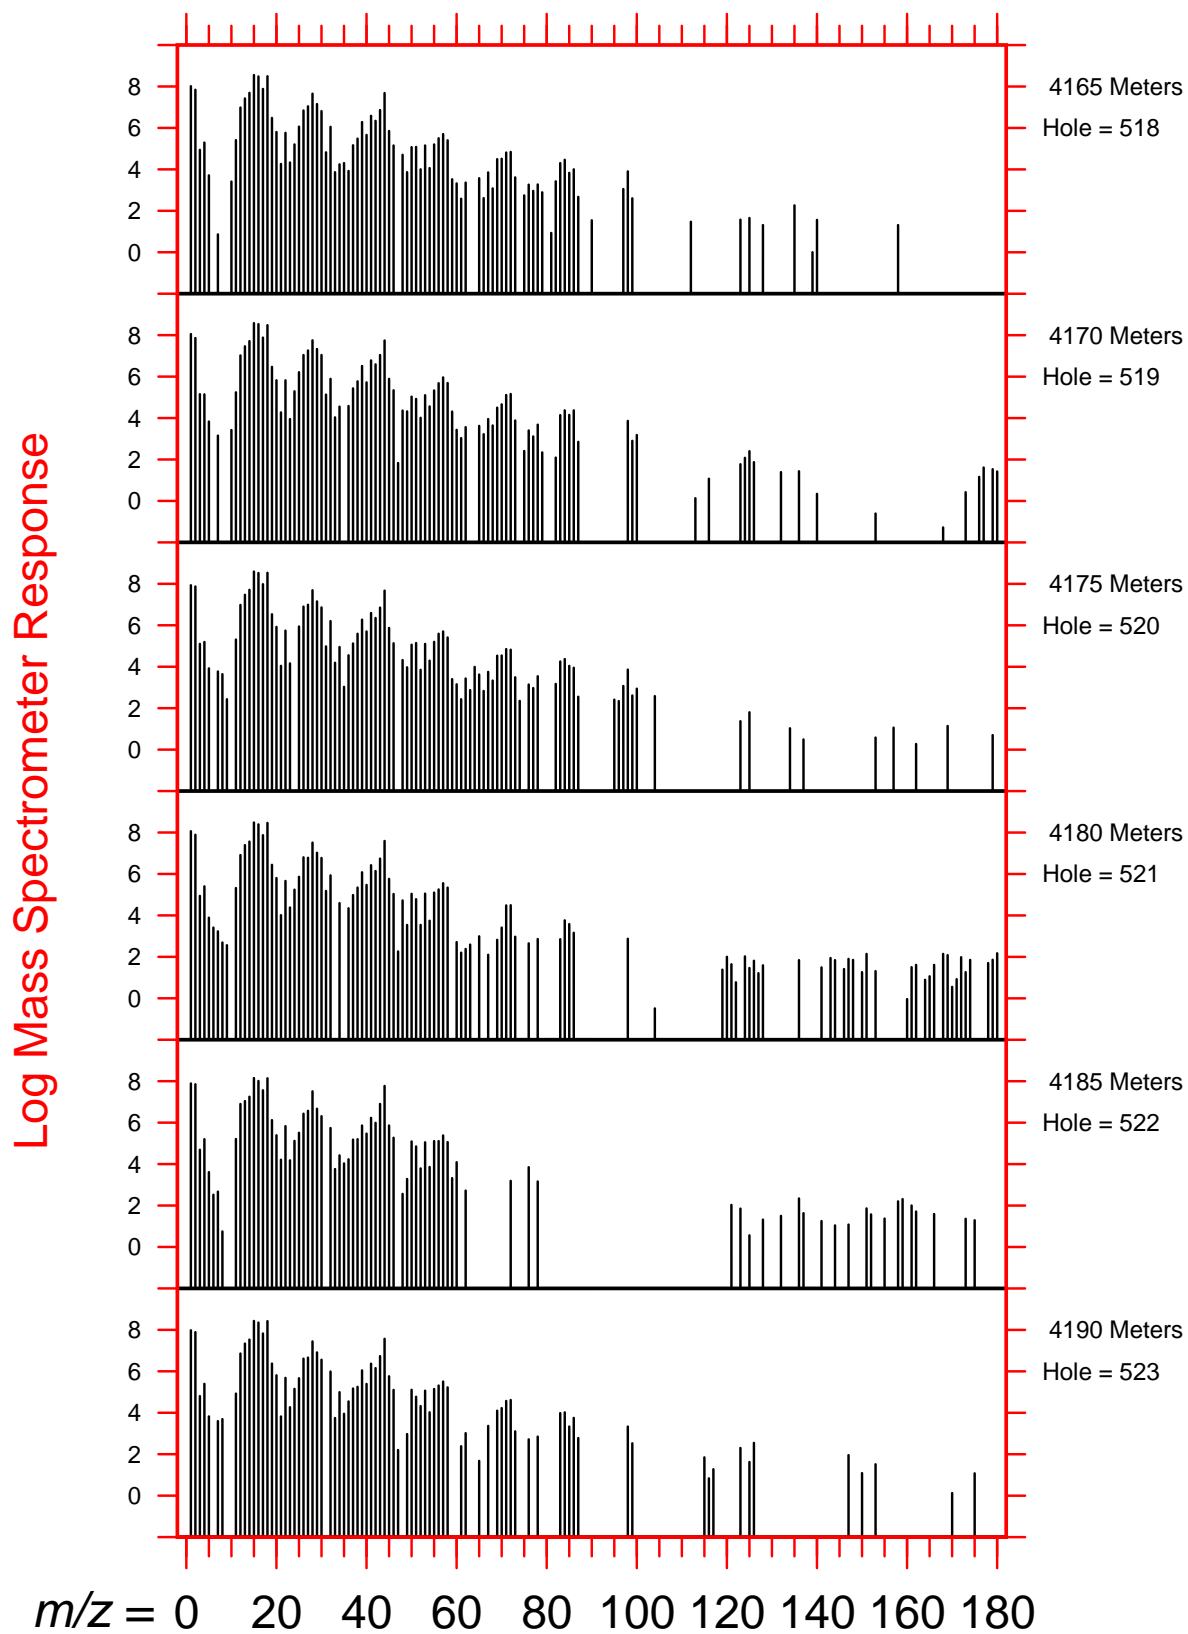 Log Mass Spectrometer Response
8 4165 Meters
6 Hole = 518
4
2
0
8 4170 Meters
6 Hole = 519
4
2
0
8 4175 Meters
6 Hole = 520
4
2
0
8 4180 Meters
6 Hole = 521
4
2
0
8 4185 Meters
6 Hole = 522
4
2
0
8 4190 Meters
6 Hole = 523
4
2
0
m/z = 0 20 40 60 80 100 120 140 160 180